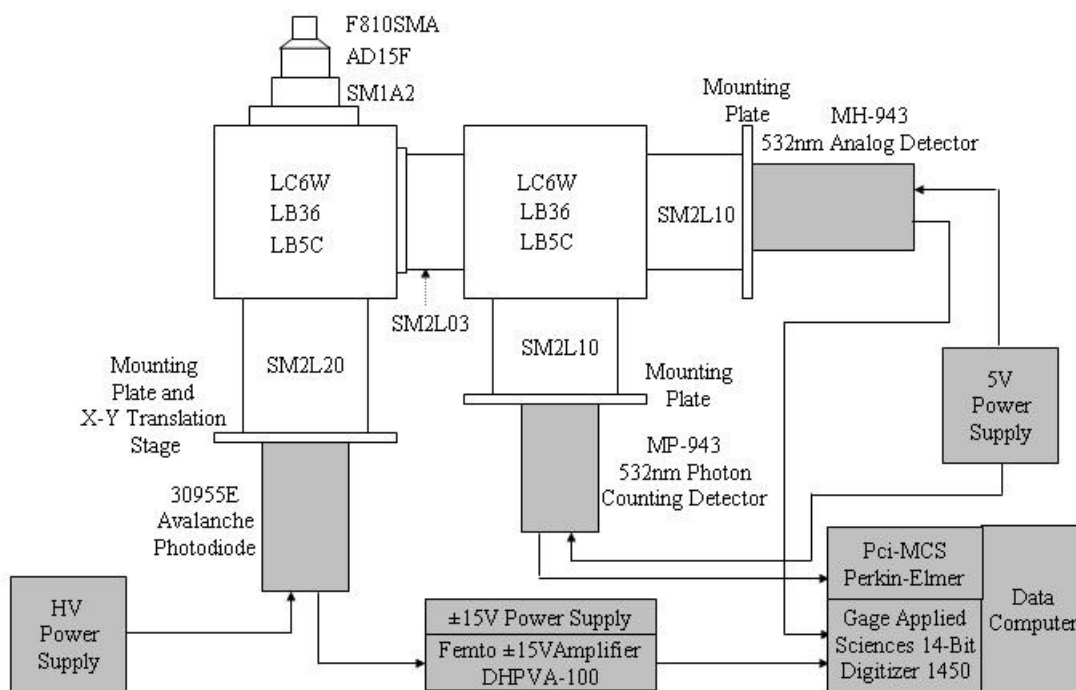 F810SMA
AD15F
SM1A2
Mounting
Plate
MH-943
532nm Analog Detector
LC6W
LB36
LB5C
LC6W
LB36
LB5C
SM2L10
SM2L03
SM2L20
SM2L10
Mounting
Plate and
X-Y Translation
Stage
Mounting
Plate
5V
Power
Supply
30955E
Avalanche
Photodiode
MP-943
532nm Photon
Counting Detector
HV
Power
Supply
±15V Power Supply
Femto ±15VAmplifier
DHPVA-100
Pci-MCS
Perkin-Elmer
Gage Applied
Sciences 14-Bit
Digitizer 1450
Data
Computer